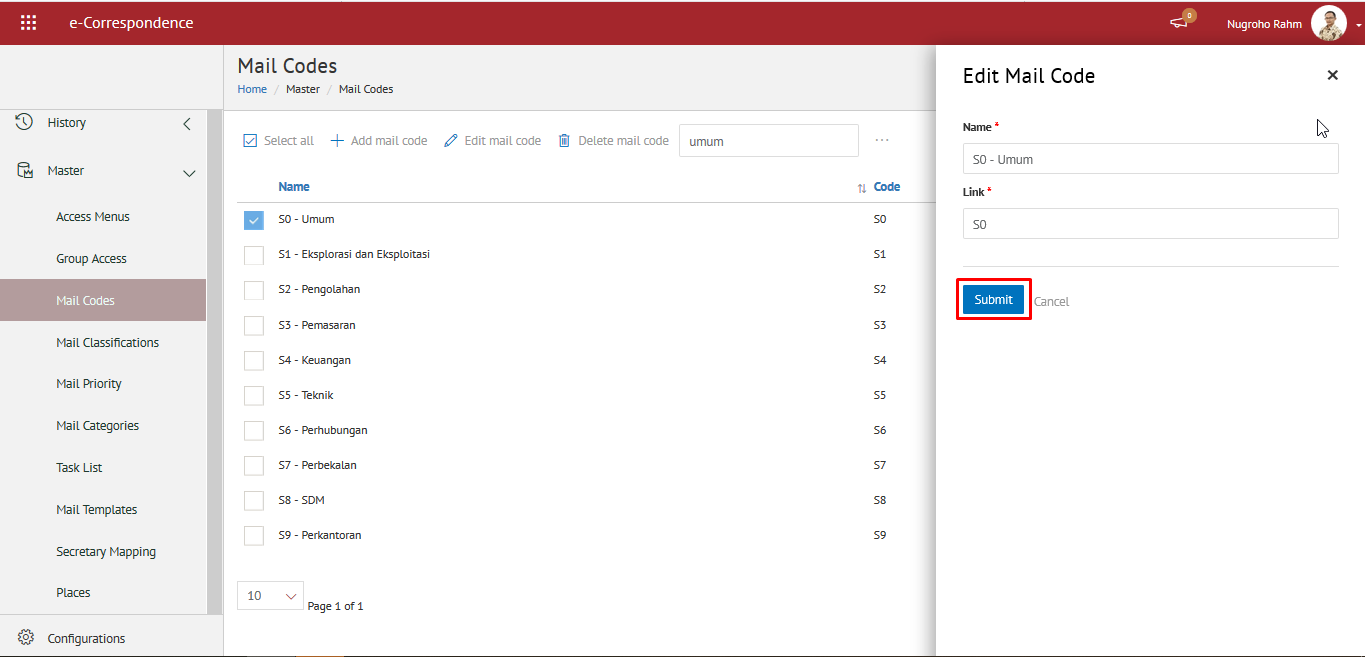 e-Correspondence
0
Nugroho Rahm
History
Master
Access Menus
Group Access
Mail Codes
Mail Classifications
Mail Priority
Mail Categories
Task List
Mail Templates
Secretary Mapping
Places
Configurations
Mail Codes
Home / Master / Mail Codes
Select all Add mail code Edit mail code Delete mail code umum ...
Name Code
S0 - Umum S0
S1 - Eksplorasi dan Eksploitasi S1
S2 - Pengolahan S2
S3 - Pemasaran S3
S4 - Keuangan S4
S5 - Teknik S5
S6 - Perhubungan S6
S7 - Perbekalan S7
S8 - SDM S8
S9 - Perkantoran S9
10 Page 1 of 1
Edit Mail Code
Name *
S0 - Umum
Link *
S0
Submit Cancel